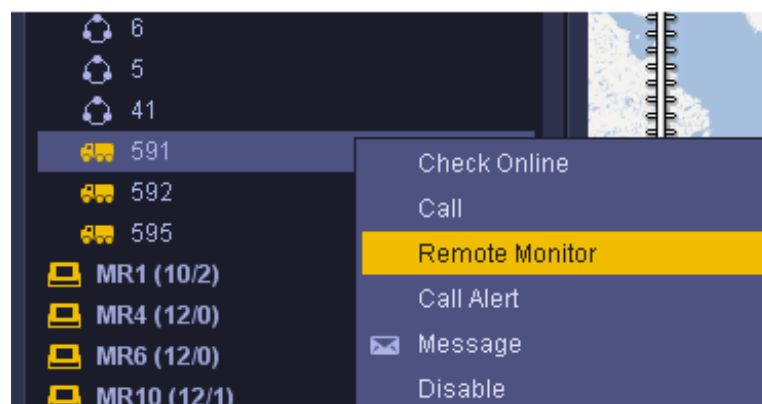 6
5
41
591
592
595
MR1 (10/2)
MR4 (12/0)
MR6 (12/0)
MR10 (12/1)
Check Online
Call
Remote Monitor
Call Alert
Message
Disable